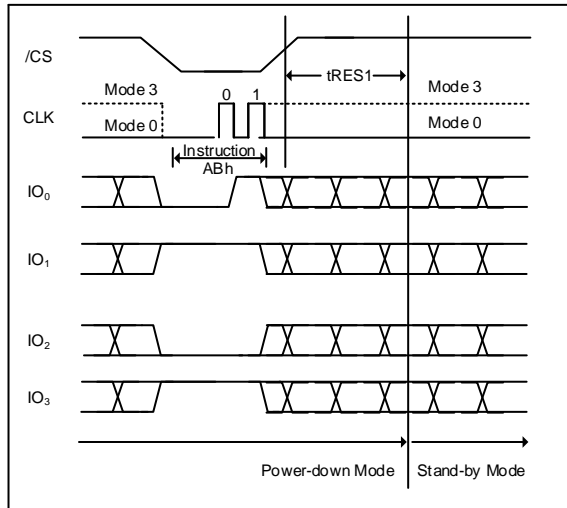 /CS
tRES1
Mode 3
0 1
Mode 3
CLK
Mode 0
Mode 0
Instruction
ABh
IO₀
IO₁
IO₂
IO₃
Power-down Mode
Stand-by Mode